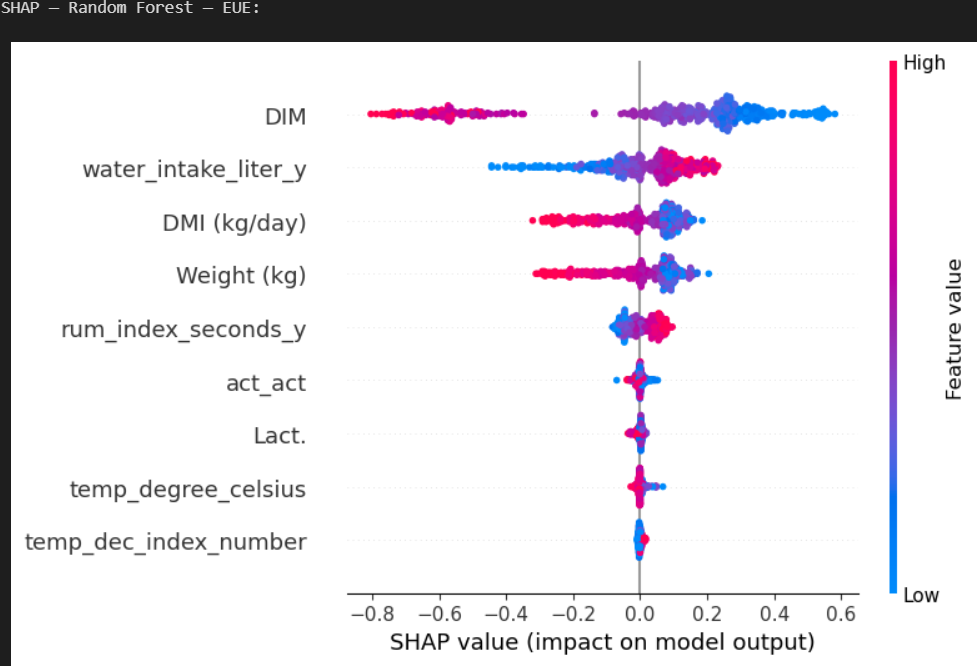 SHAP – Random Forest – EUE:
High
DIM
water_intake_liter_y
DMI (kg/day)
Weight (kg)
rum_index_seconds_y
act_act
Lact.
temp_degree_celsius
temp_dec_index_number
Feature value
Low
−0.8 −0.6 −0.4 −0.2 0.0 0.2 0.4 0.6
SHAP value (impact on model output)